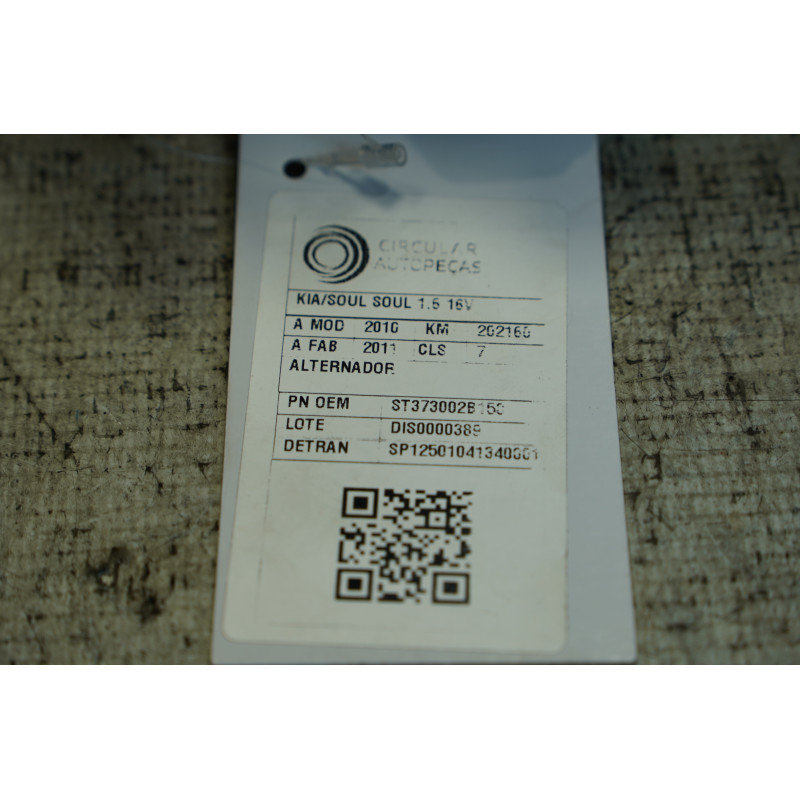 CIRCULAR
AUTOPEÇAS
KIA/SOUL SOUL 1.6 16V
A MOD 2010 KM 202160
A FAB 2011 CLS 7
ALTERNADOR
PN OEM ST373002B150
LOTE DIS0000389
DETRAN SP12501041340001